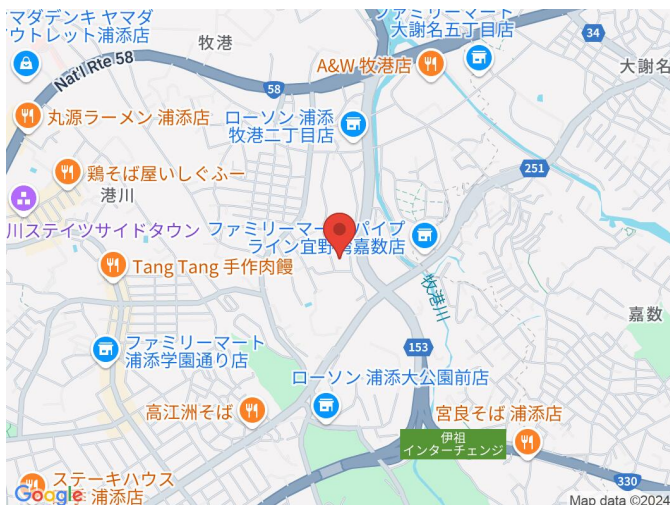 マダデンキ ヤマダ
ウトレット浦添店
牧港
ファミリーマート
大謝名五丁目店
34
Nat'l Rte 58
58
A&W 牧港店
大謝名
丸源ラーメン 浦添店
ローソン 浦添
牧港二丁目店
鶏そば屋いしぐふー
港川
251
川ステイツサイドタウン
ファミリーマート パイプ
ライン宜野湾嘉数店
Tang Tang 手作肉饅
牧港川
嘉数
ファミリーマート
浦添学園通り店
153
ローソン 浦添大公園前店
高江洲そば
宮良そば 浦添店
伊祖
インターチェンジ
ステーキハウス
浦添店
330
Google
Map data ©2024